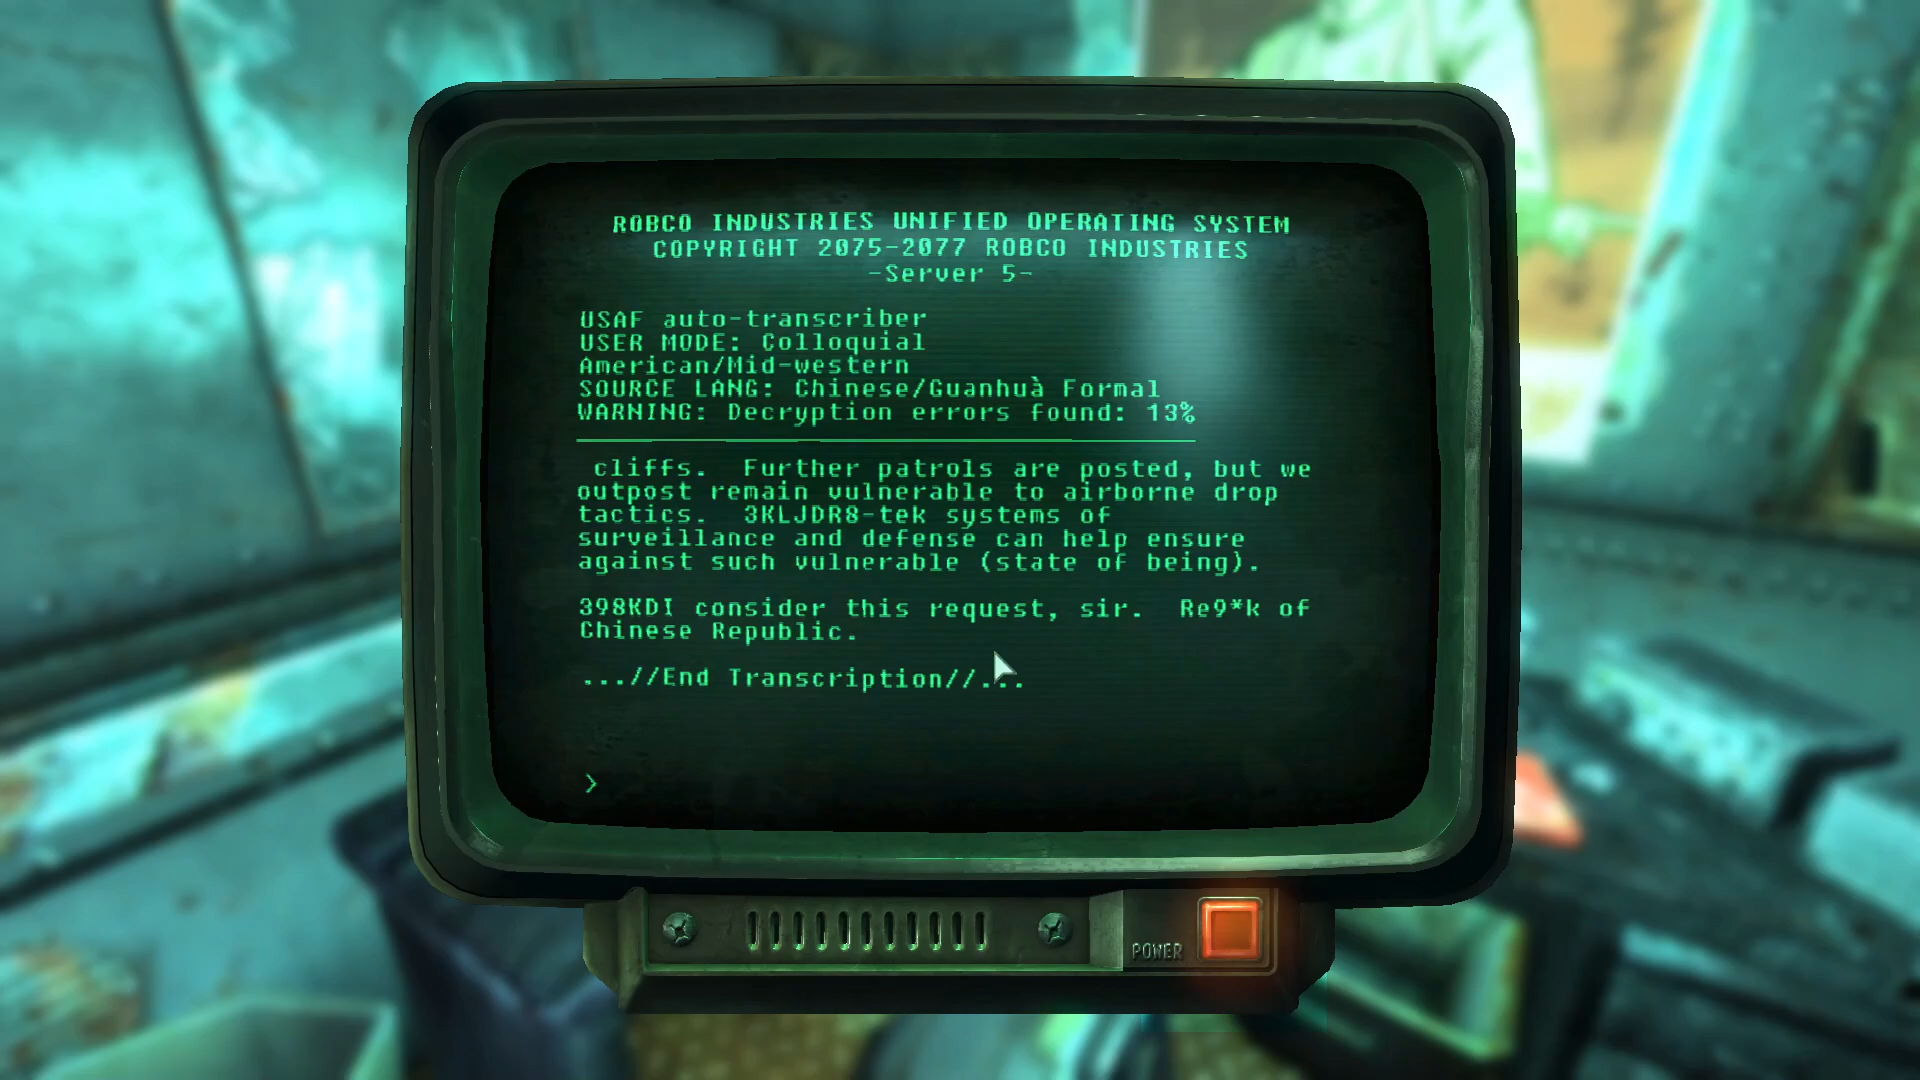 ROBCO INDUSTRIES UNIFIED OPERATING SYSTEM
COPYRIGHT 2075-2077 ROBCO INDUSTRIES
-Server 5-
USAF auto-transcriber
USER MODE: Colloquial
American/Mid-western
SOURCE LANG: Chinese/Guanhuà Formal
WARNING: Decryption errors found: 13%
cliffs.  Further patrols are posted, but we
outpost remain vulnerable to airborne drop
tactics.  3KLJDR8-tek systems of
surveillance and defense can help ensure
against such vulnerable (state of being).
398KDI consider this request, sir.  Re9*k of
Chinese Republic.
...//End Transcription//...
>
POWER